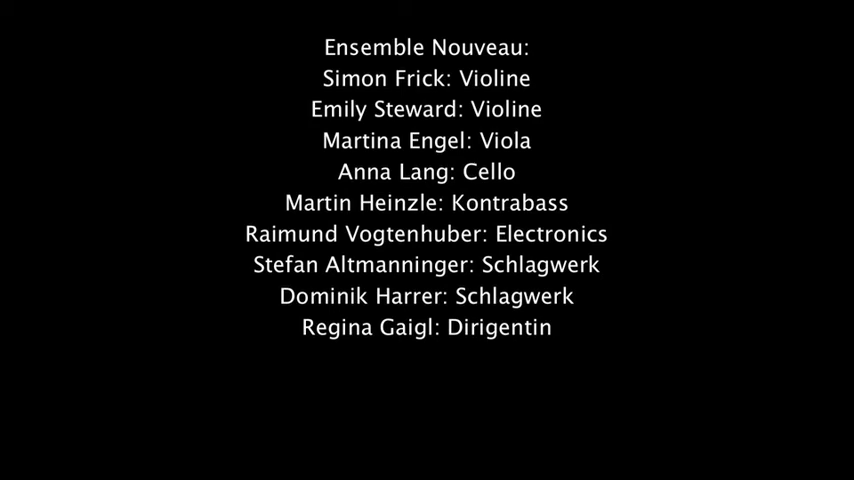 Ensemble Nouveau:
Simon Frick: Violine
Emily Steward: Violine
Martina Engel: Viola
Anna Lang: Cello
Martin Heinzle: Kontrabass
Raimund Vogtenhuber: Electronics
Stefan Altmanninger: Schlagwerk
Dominik Harrer: Schlagwerk
Regina Gaigl: Dirigentin